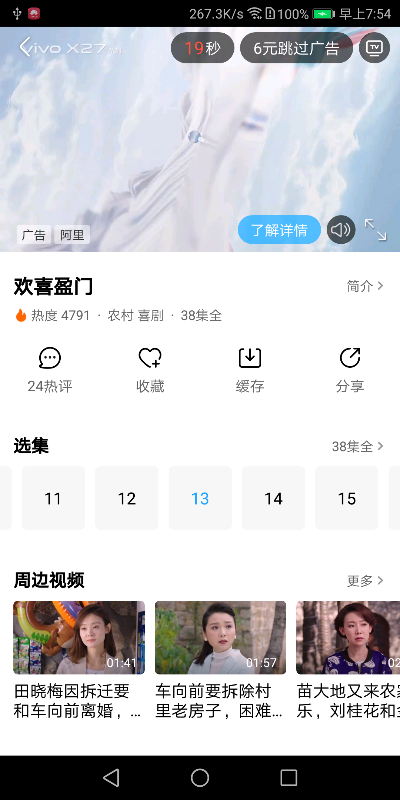 267.3K/s 100% 早上7:54
vivo X27
19秒
6元跳过广告
TV
广告 阿里
了解详情
欢喜盈门
简介
热度 4791 · 农村 喜剧 · 38集全
24热评 收藏 缓存 分享
选集
38集全
11 12 13 14 15
周边视频
更多
01:41 01:57 02
田晓梅因拆迁要 车向前要拆除村 苗大地又来农家
和车向前离婚，... 里老房子，困难... 乐，刘桂花和全